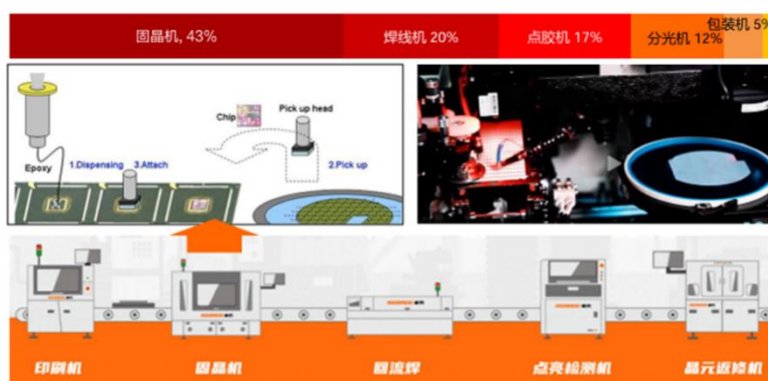 固晶机, 43%
焊线机 20%
点胶机 17%
分光机 12%
包装机 5%
Chip
Pick up head
Epoxy
1.Dispensing
3.Attach
2.Pick up
印刷机
固晶机
回流焊
点亮检测机
晶元返修机